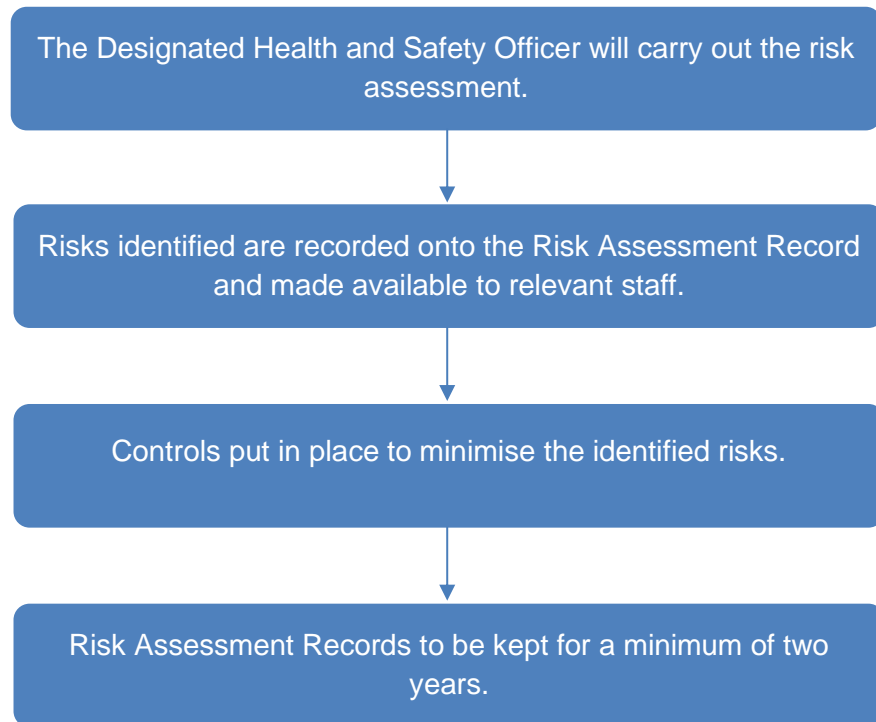 The Designated Health and Safety Officer will carry out the risk
assessment.
Risks identified are recorded onto the Risk Assessment Record
and made available to relevant staff.
Controls put in place to minimise the identified risks.
Risk Assessment Records to be kept for a minimum of two
years.